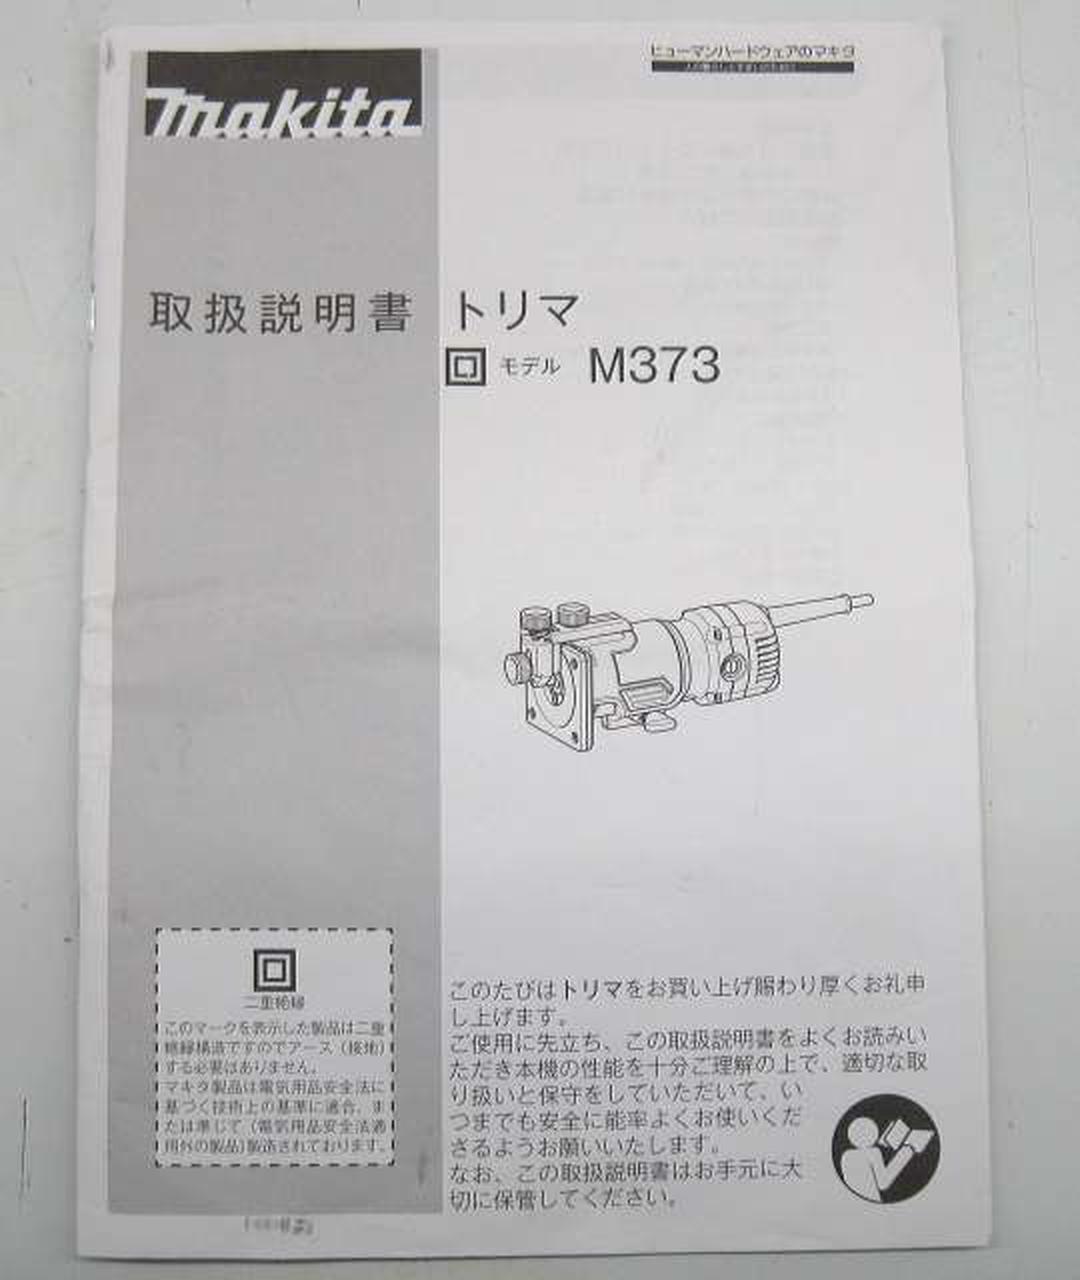 makita
ヒューマンハードウェアのマキタ
取扱説明書
トリマ
モデル M373
二重絶縁
このマークを表示した製品は二重
絶縁構造ですのでアース（接地）
する必要はありません。
マキタ製品は電気用品安全法に
基づく技術上の基準に適合、ま
たは準じて（電気用品安全法適
用外の製品）製造されております。
このたびはトリマをお買い上げ賜わり厚くお礼申
し上げます。
ご使用に先立ち、この取扱説明書をよくお読みい
ただき本機の性能を十分ご理解の上で、適切な取
り扱いと保守をしていただいて、い
つまでも安全に能率よくお使いくだ
さるようお願いいたします。
なお、この取扱説明書はお手元に大
切に保管してください。